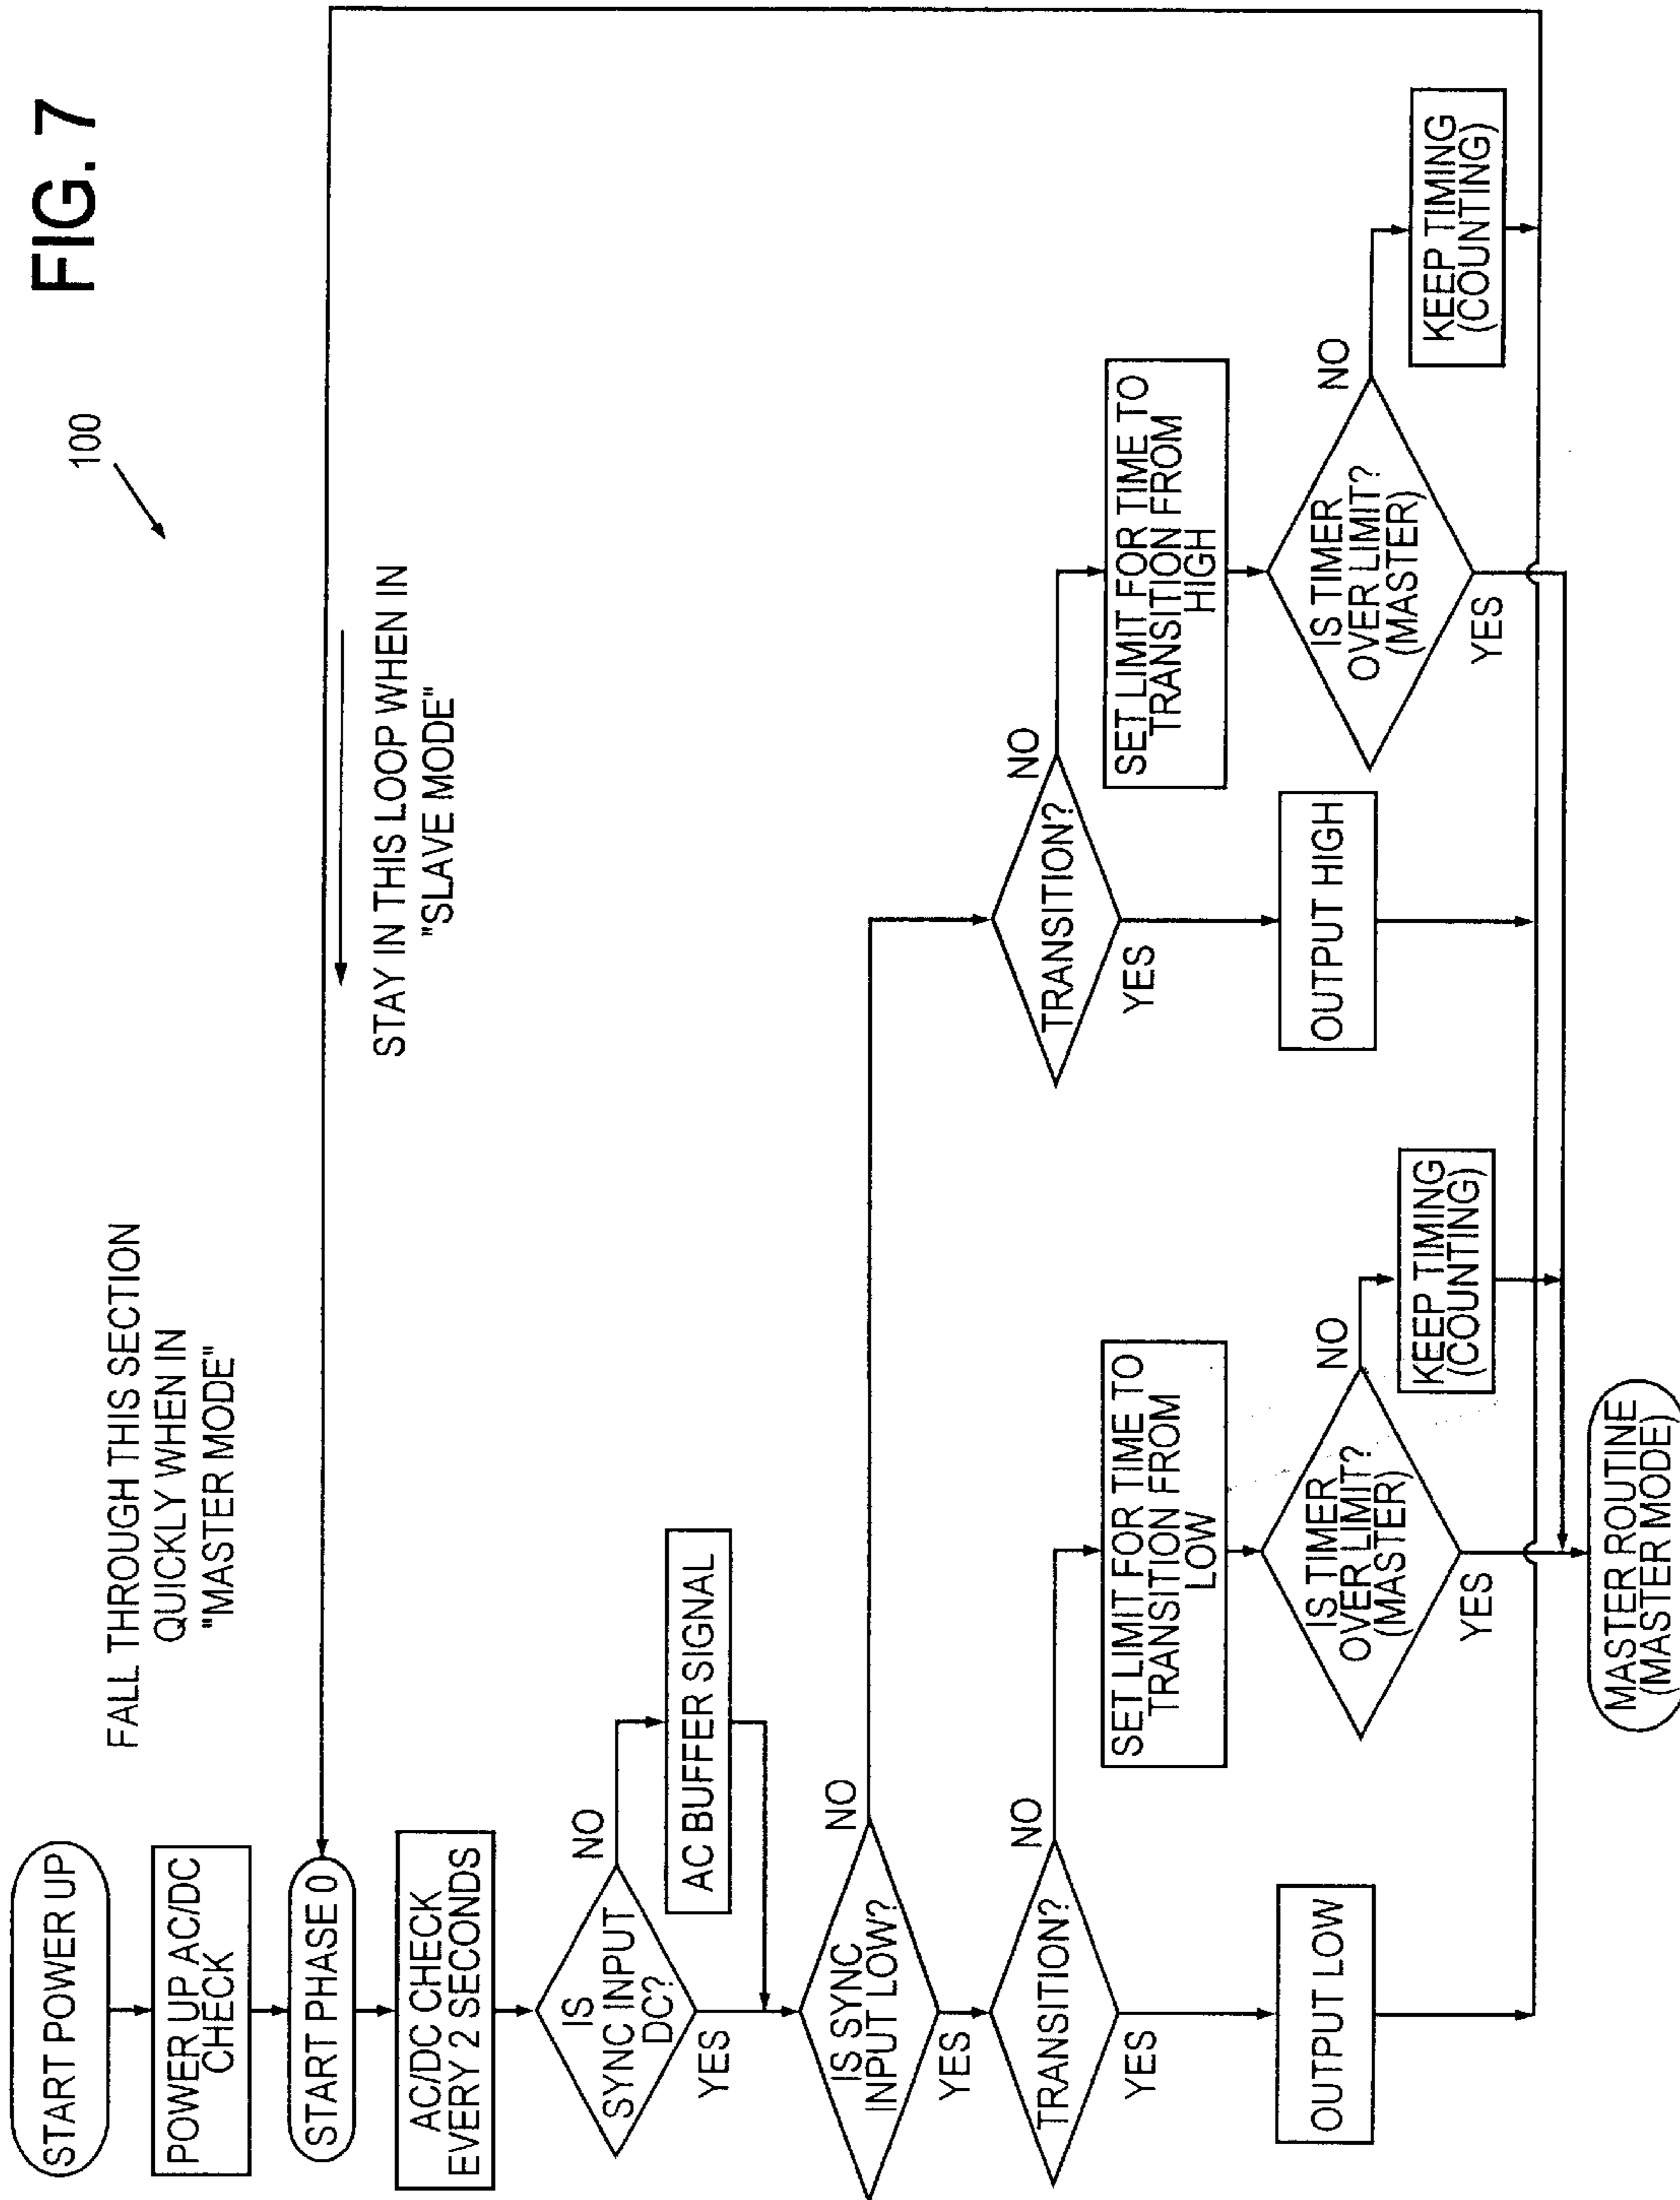 FIG. 7
100
FALL THROUGH THIS SECTION
QUICKLY WHEN IN
"MASTER MODE"
STAY IN THIS LOOP WHEN IN
"SLAVE MODE"
START POWER UP
POWER UP AC/DC
CHECK
START PHASE 0
AC/DC CHECK
EVERY 2 SECONDS
IS
SYNC INPUT
DC?
NO
YES
AC BUFFER SIGNAL
IS SYNC
INPUT LOW?
NO
YES
TRANSITION?
NO
YES
OUTPUT LOW
SET LIMIT FOR TIME TO
TRANSITION FROM
LOW
IS TIMER
OVER LIMIT?
(MASTER)
NO
YES
KEEP TIMING
(COUNTING)
MASTER ROUTINE
(MASTER MODE)
TRANSITION?
NO
YES
OUTPUT HIGH
SET LIMIT FOR TIME TO
TRANSITION FROM
HIGH
IS TIMER
OVER LIMIT?
(MASTER)
NO
YES
KEEP TIMING
(COUNTING)